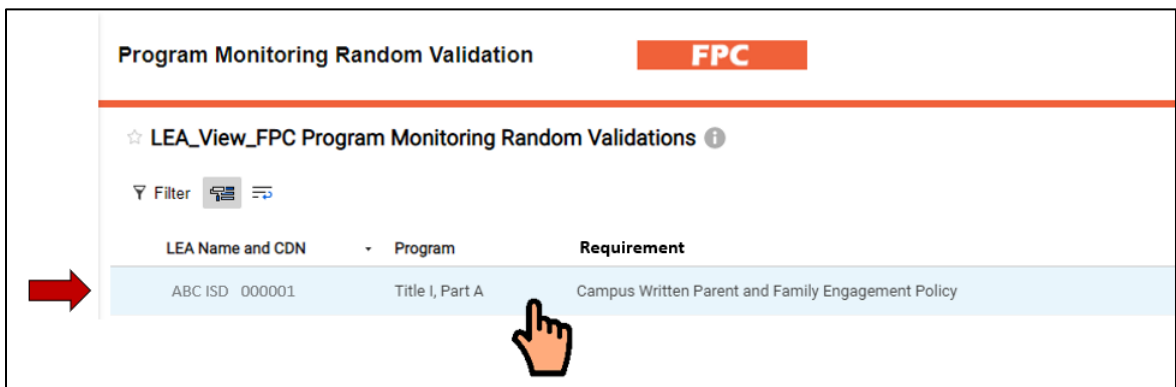 Program Monitoring Random Validation FPC
LEA_View_FPC Program Monitoring Random Validations
Filter
LEA Name and CDN Program Requirement
ABC ISD 000001 Title I, Part A Campus Written Parent and Family Engagement Policy